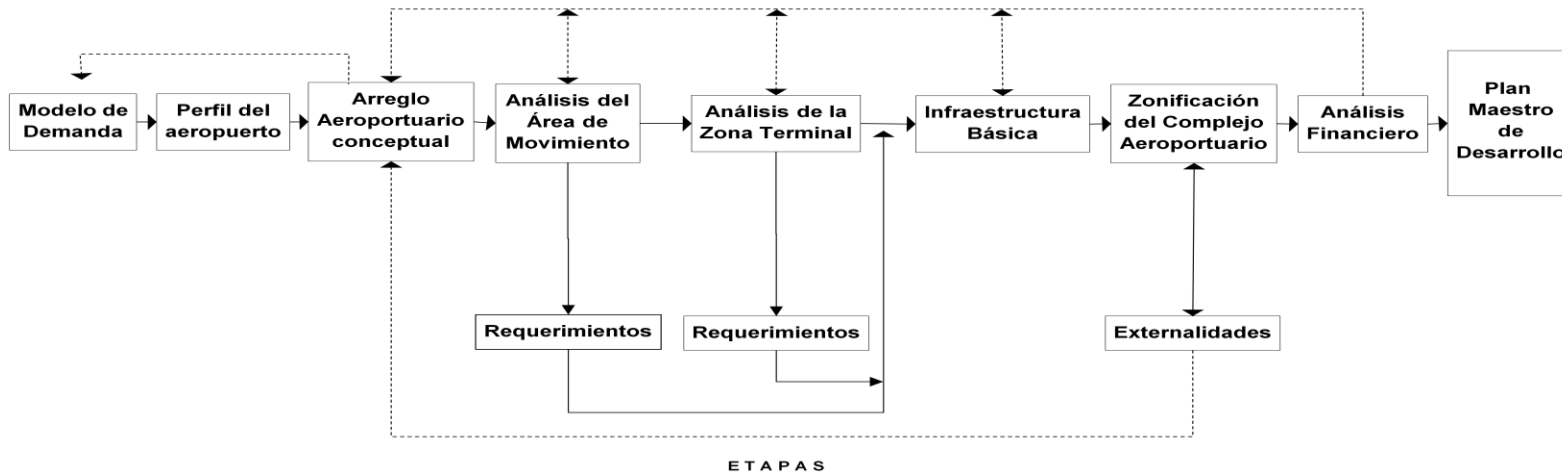 Modelo de
Demanda
Perfil del
aeropuerto
Arreglo
Aeroportuario
conceptual
Análisis del
Área de
Movimiento
Análisis de la
Zona Terminal
Infraestructura
Básica
Zonificación
del Complejo
Aeroportuario
Análisis
Financiero
Plan
Maestro
de
Desarrollo
Requerimientos
Requerimientos
Externalidades
ETAPAS